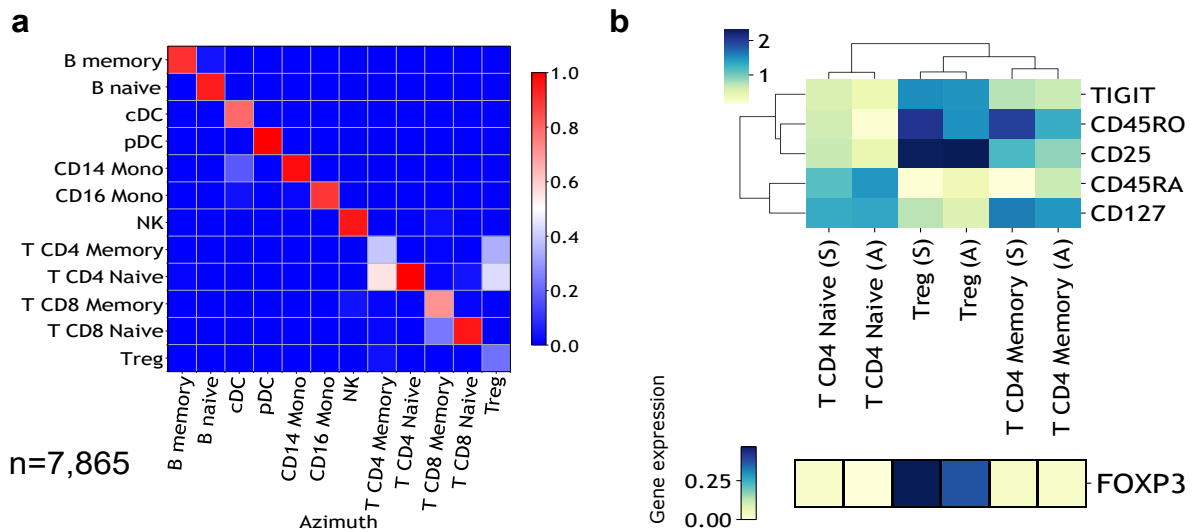 a
B memory
B naive
cDC
pDC
CD14 Mono
CD16 Mono
NK
T CD4 Memory
T CD4 Naive
T CD8 Memory
T CD8 Naive
Treg
1.0
0.8
0.6
0.4
0.2
0.0
B memory
B naive
cDC
pDC
CD14 Mono
CD16 Mono
NK
T CD4 Memory
T CD4 Naive
T CD8 Memory
T CD8 Naive
Treg
n=7,865
Azimuth
b
2
1
TIGIT
CD45RO
CD25
CD45RA
CD127
T CD4 Naive (S)
T CD4 Naive (A)
Treg (S)
Treg (A)
T CD4 Memory (S)
T CD4 Memory (A)
Gene expression
0.25
0.00
FOXP3